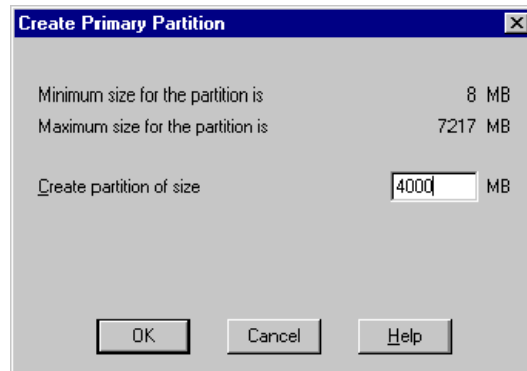 Create Primary Partition
Minimum size for the partition is 8 MB
Maximum size for the partition is 7217 MB
Create partition of size 4000 MB
OK Cancel Help